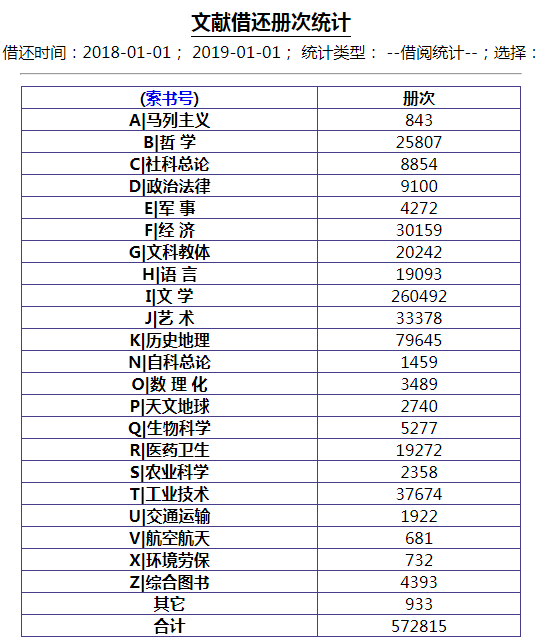 文献借还册次统计
借还时间：2018-01-01； 2019-01-01； 统计类型： --借阅统计--；选择：
(索书号) 册次
A|马列主义 843
B|哲 学 25807
C|社科总论 8854
D|政治法律 9100
E|军 事 4272
F|经 济 30159
G|文科教体 20242
H|语 言 19093
I|文 学 260492
J|艺 术 33378
K|历史地理 79645
N|自科总论 1459
O|数 理 化 3489
P|天文地球 2740
Q|生物科学 5277
R|医药卫生 19272
S|农业科学 2358
T|工业技术 37674
U|交通运输 1922
V|航空航天 681
X|环境劳保 732
Z|综合图书 4393
其它 933
合计 572815